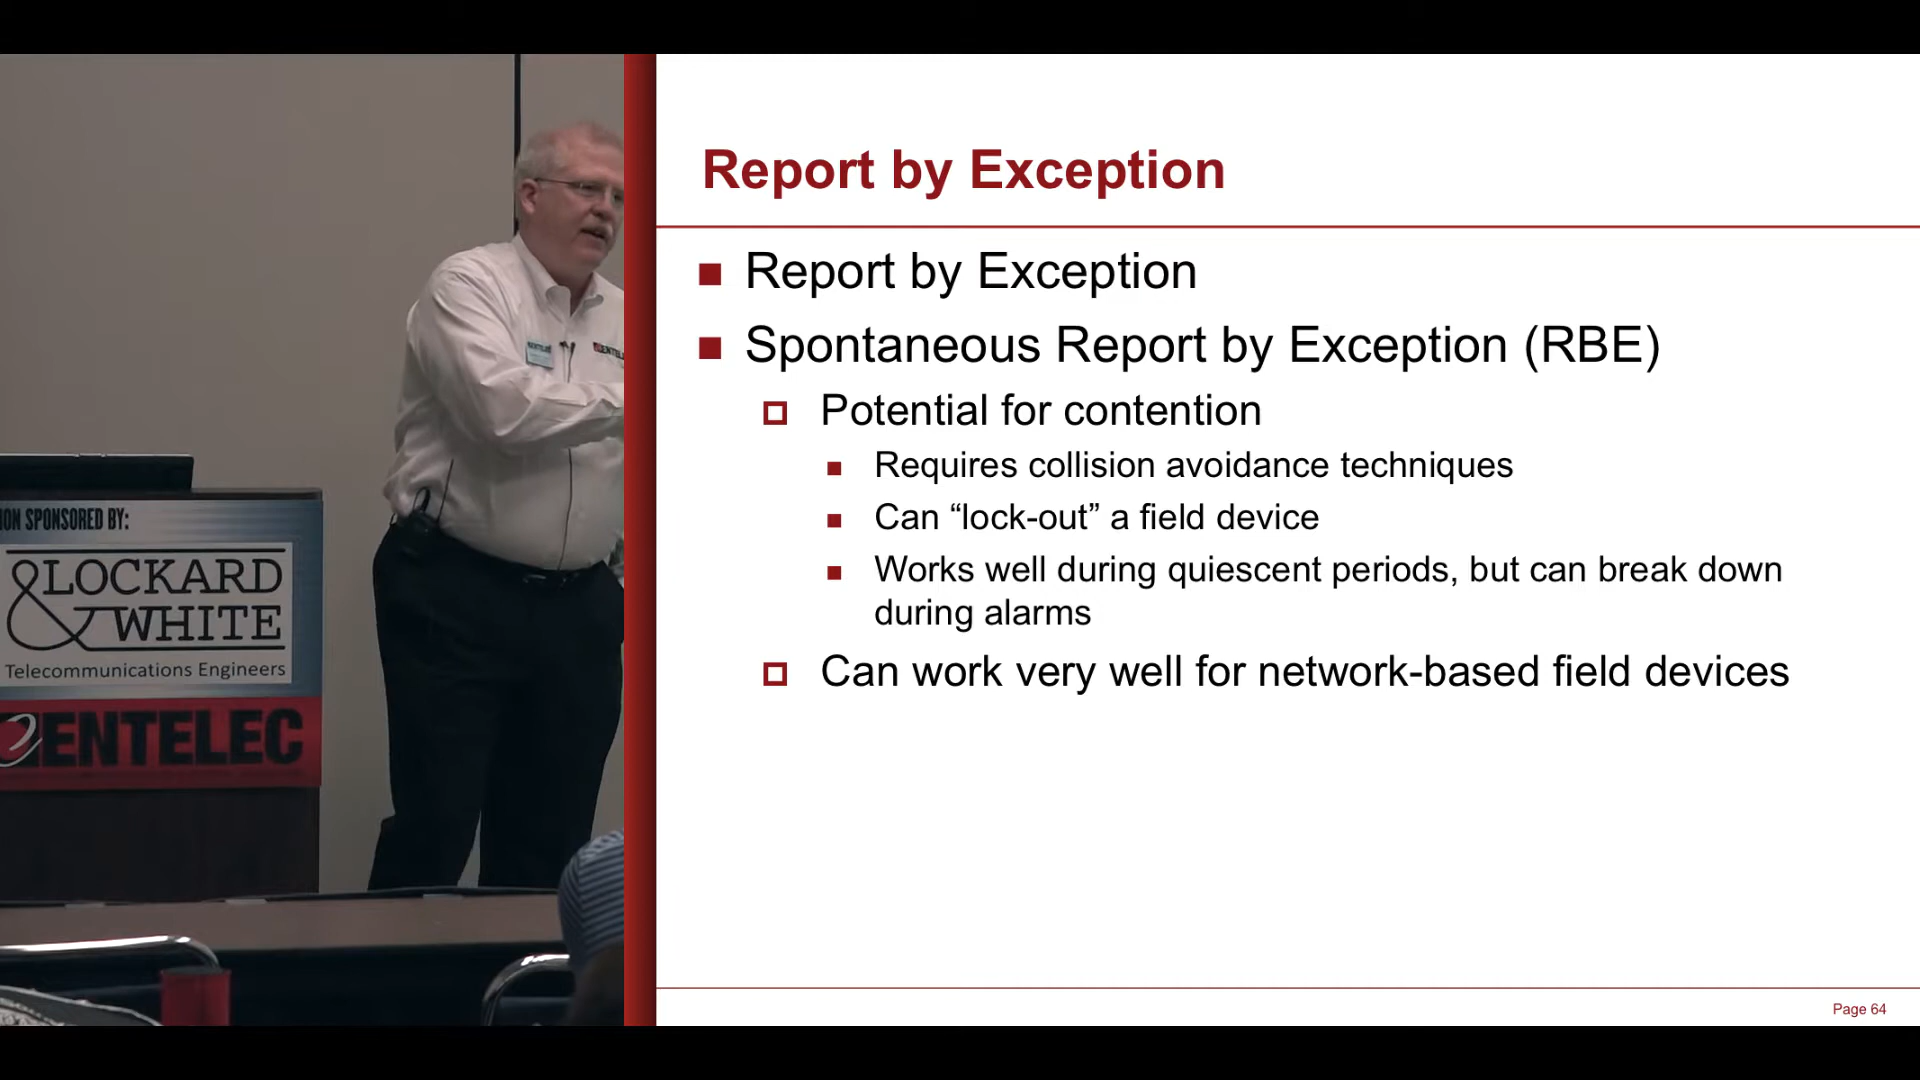 Report by Exception
Report by Exception
Spontaneous Report by Exception (RBE)
Potential for contention
Requires collision avoidance techniques
Can “lock-out” a field device
Works well during quiescent periods, but can break down
during alarms
Can work very well for network-based field devices
Page 64
SPONSORED BY:
LOCKARD
& WHITE
Telecommunications Engineers
ENTELEC